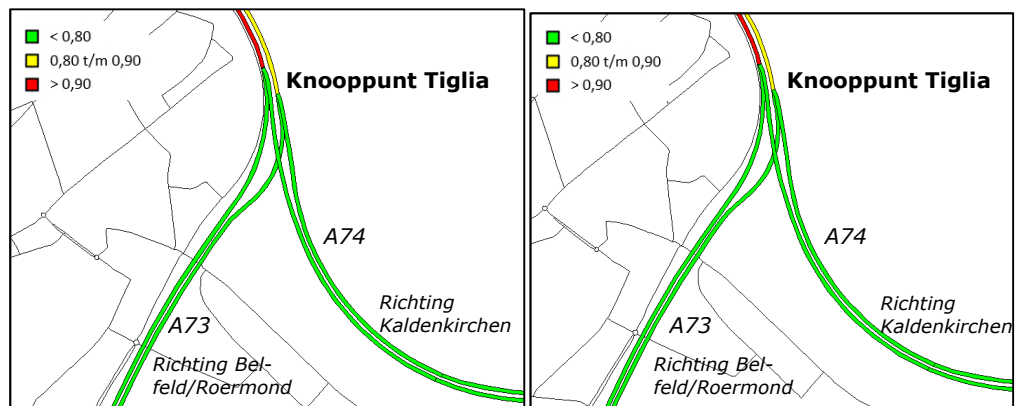 < 0,80
0,80 t/m 0,90
> 0,90
Knooppunt Tiglia
A74
Richting
Kaldenkirchen
A73
Richting Bel-
feld/Roermond
< 0,80
0,80 t/m 0,90
> 0,90
Knooppunt Tiglia
A74
Richting
Kaldenkirchen
A73
Richting Bel-
feld/Roermond